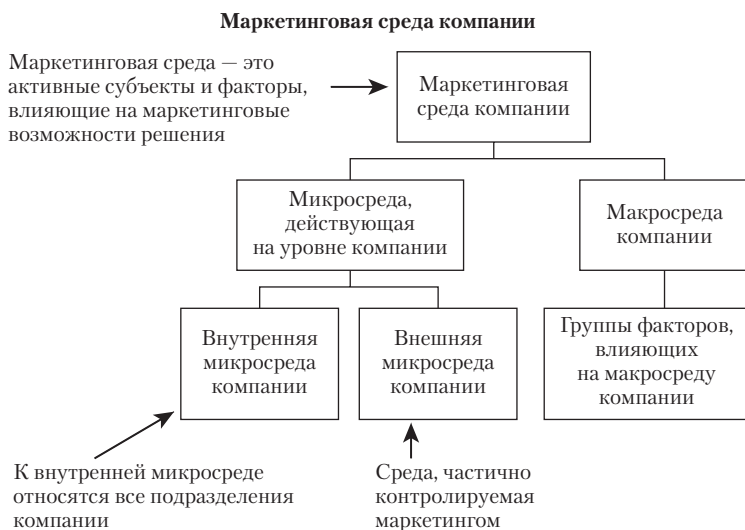 Маркетинговая среда компании
Маркетинговая среда — это
активные субъекты и факторы,
влияющие на маркетинговые
возможности решения
Маркетинговая
среда компании
Микросреда,
действующая
на уровне компании
Макросреда
компании
Внутренняя
микросреда
компании
Внешняя
микросреда
компании
Группы факторов,
влияющих
на макросреду
компании
К внутренней микросреде
относятся все подразделения
компании
Среда, частично
контролируемая
маркетингом